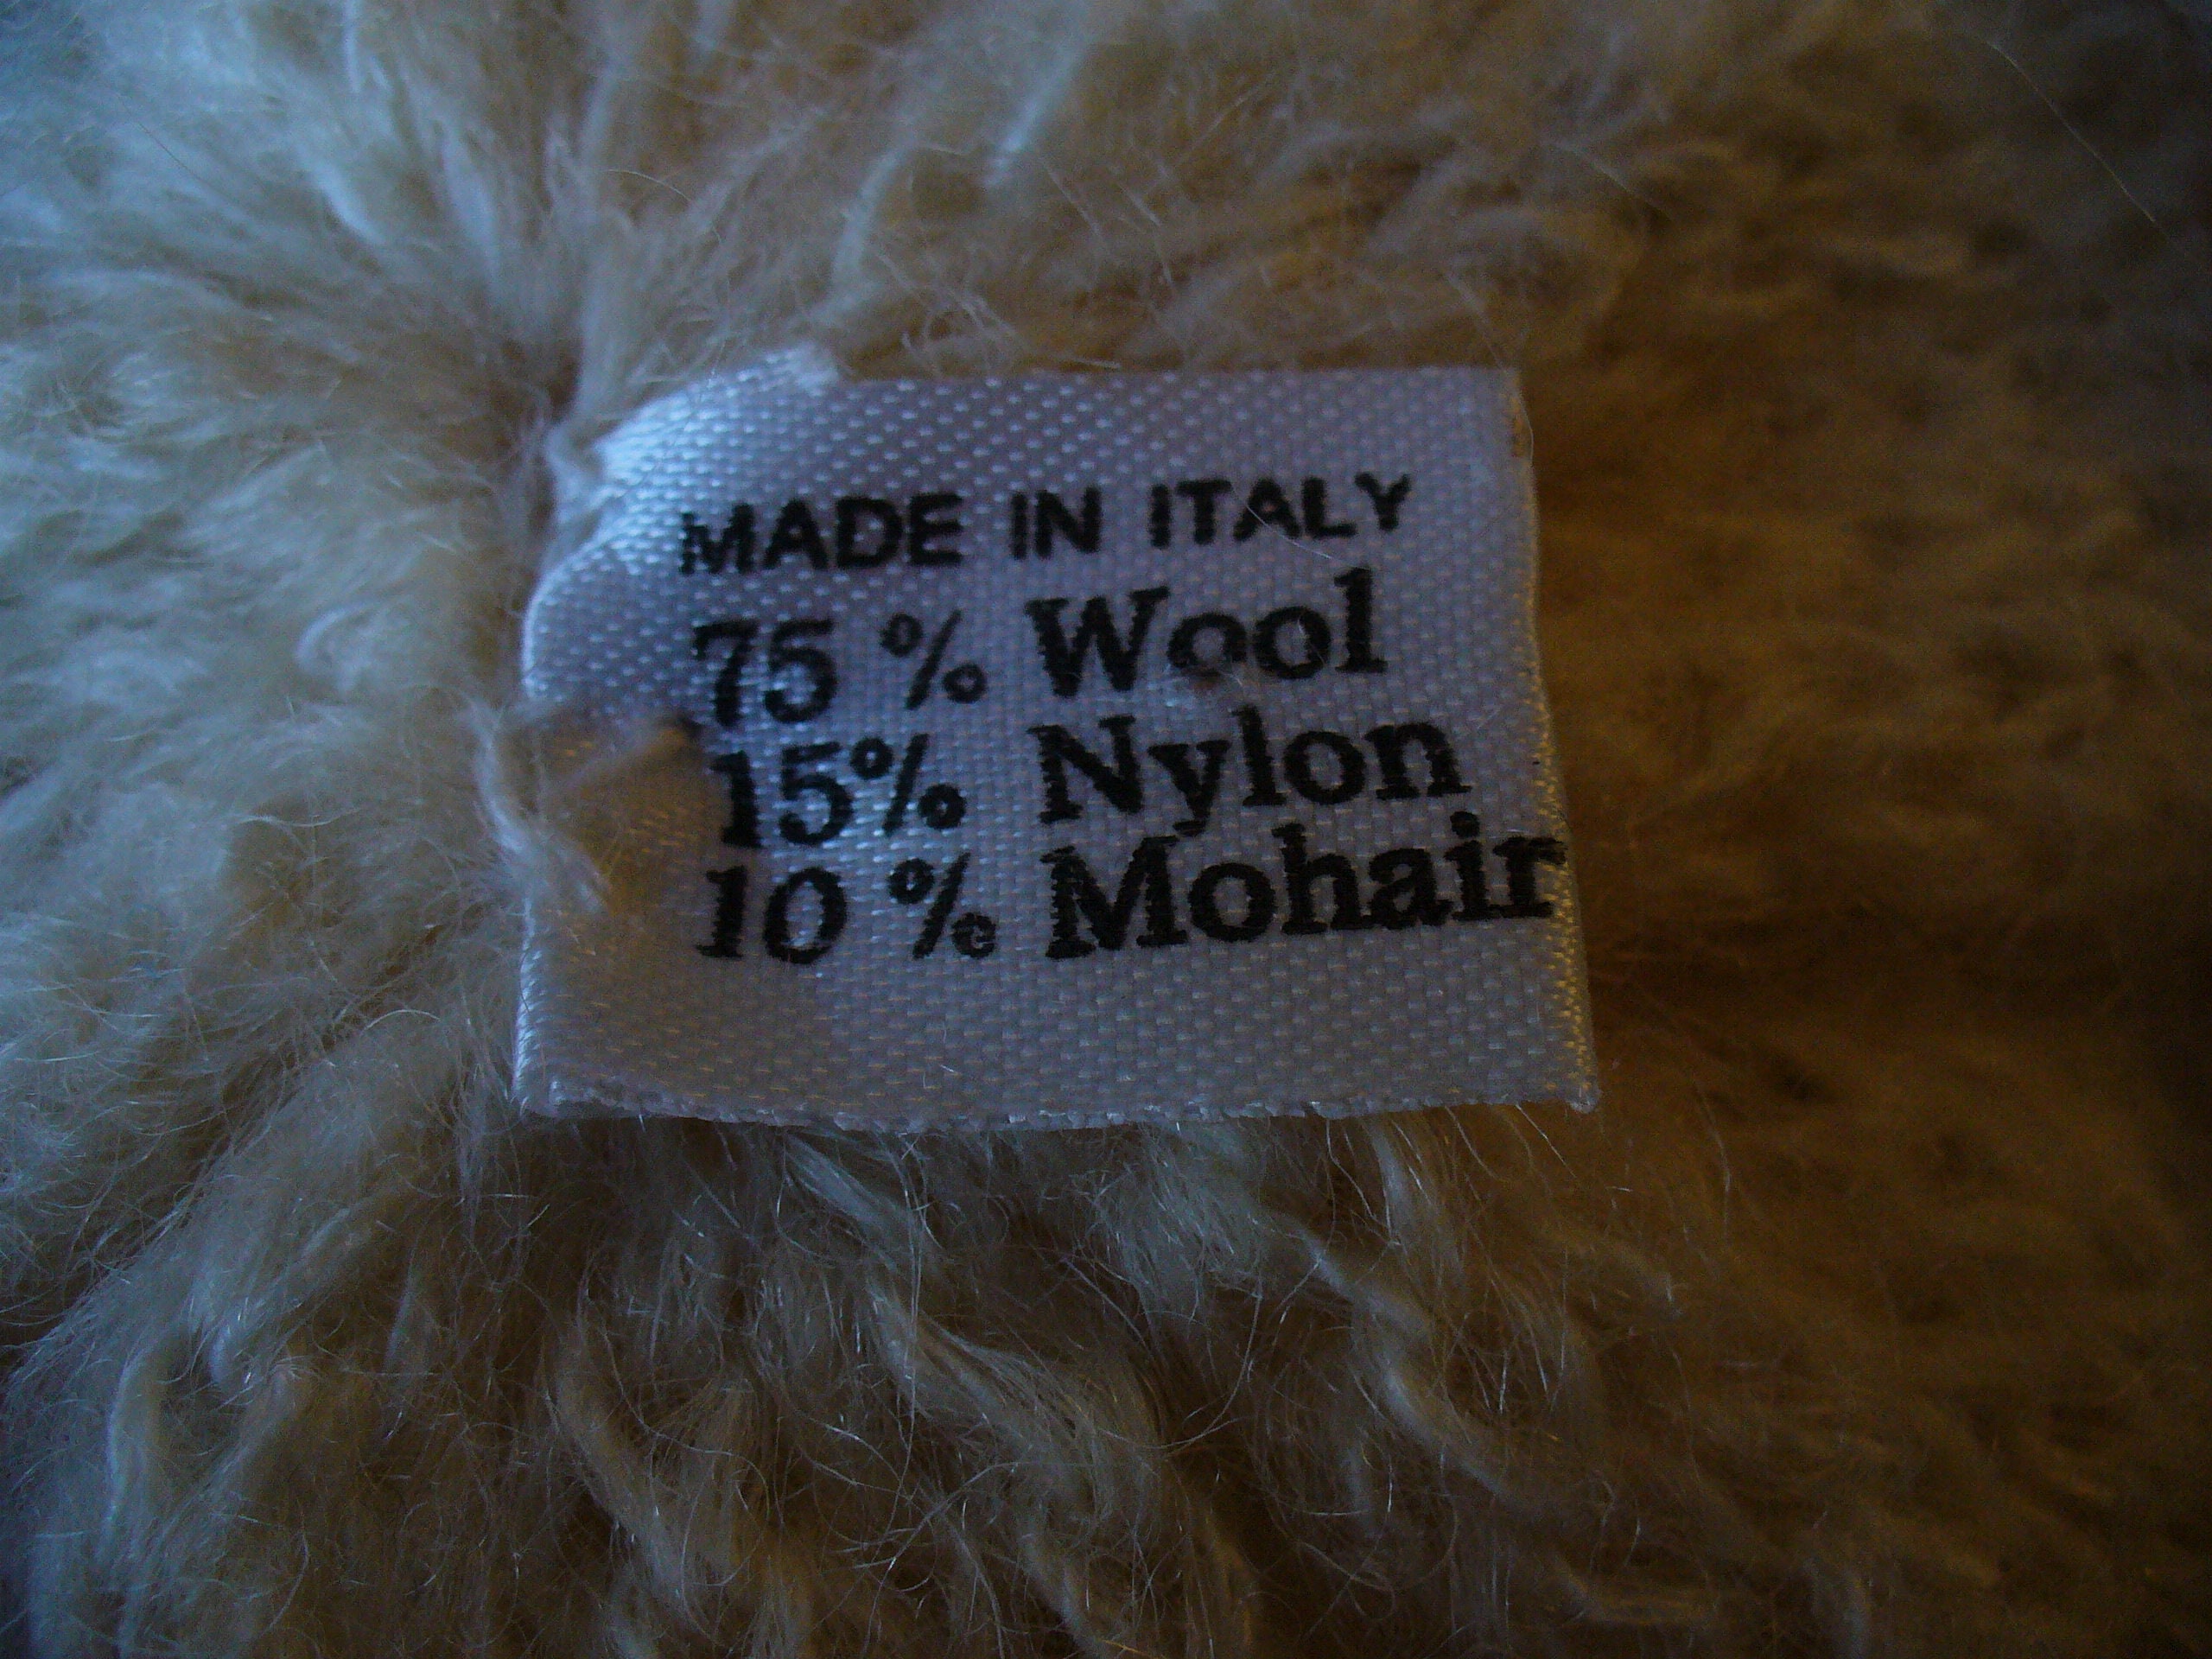 MADE IN ITALY
75 % Wool
15% Nylon
10 % Mohair